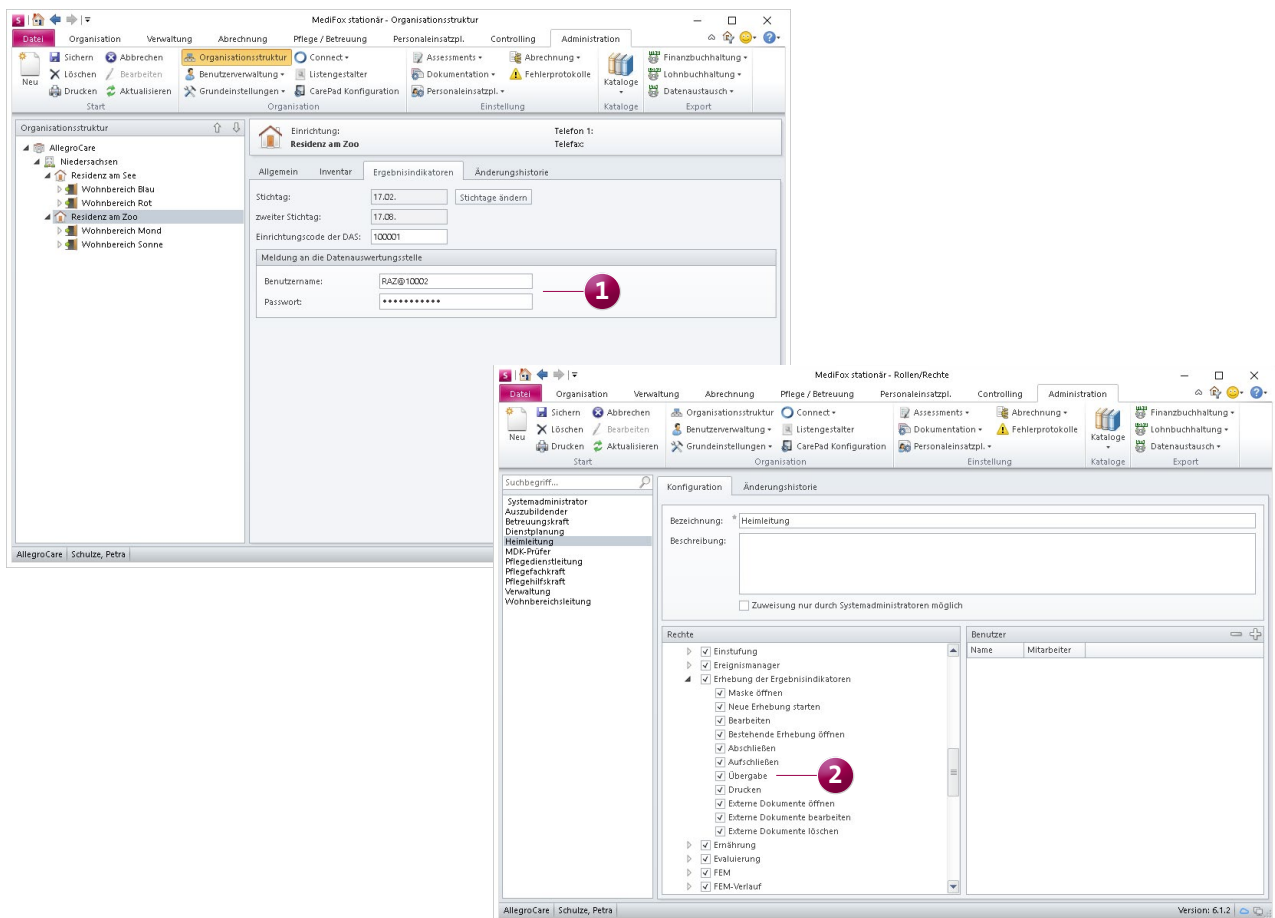 S
MediFox stationär - Organisationsstruktur
Datei Organisation Verwaltung Abrechnung Pflege / Betreuung Personaleinsatzpl. Controlling Administration
Neu
Sichern Abbrechen
Löschen Bearbeiten
Drucken Aktualisieren
Start
Organisationsstruktur Connect
Benutzerverwaltung Listengestalter
Grundeinstellungen CarePad Konfiguration
Organisation
Assessments Abrechnung
Dokumentation Fehlerprotokolle
Personaleinsatzpl.
Einstellung
Kataloge
Kataloge
Finanzbuchhaltung
Lohnbuchhaltung
Datenaustausch
Export
Organisationsstruktur
AllegroCare
Niedersachsen
Residenz am See
Wohnbereich Blau
Wohnbereich Rot
Residenz am Zoo
Wohnbereich Mond
Wohnbereich Sonne
Einrichtung: Telefon 1:
Residenz am Zoo Telefax:
Allgemein Inventar Ergebnisindikatoren Änderungshistorie
Stichtag: 17.02. Stichtage ändern
zweiter Stichtag: 17.08.
Einrichtungscode der DAS: 100001
Meldung an die Datenauswertungsstelle
Benutzername: RAZ@10002
Passwort: •••••••••••
1
AllegroCare Schulze, Petra
S
MediFox stationär - Rollen/Rechte
Datei Organisation Verwaltung Abrechnung Pflege / Betreuung Personaleinsatzpl. Controlling Administration
Neu
Sichern Abbrechen
Löschen Bearbeiten
Drucken Aktualisieren
Start
Organisationsstruktur Connect
Benutzerverwaltung Listengestalter
Grundeinstellungen CarePad Konfiguration
Organisation
Assessments Abrechnung
Dokumentation Fehlerprotokolle
Personaleinsatzpl.
Einstellung
Kataloge
Kataloge
Finanzbuchhaltung
Lohnbuchhaltung
Datenaustausch
Export
Suchbegriff...
Systemadministrator
Auszubildender
Betreuungskraft
Dienstplanung
Heimleitung
MDK-Prüfer
Pflegedienstleitung
Pflegefachkraft
Pflegehilfskraft
Verwaltung
Wohnbereichsleitung
Konfiguration Änderungshistorie
Bezeichnung: * Heimleitung
Beschreibung:
Zuweisung nur durch Systemadministratoren möglich
Rechte
Einstufung
Ereignismanager
Erhebung der Ergebnisindikatoren
Maske öffnen
Neue Erhebung starten
Bearbeiten
Bestehende Erhebung öffnen
Abschließen
Aufschließen
Übergabe
2
Drucken
Externe Dokumente öffnen
Externe Dokumente bearbeiten
Externe Dokumente löschen
Ernährung
Evaluierung
FEM
FEM-Verlauf
Benutzer
Name Mitarbeiter
AllegroCare Schulze, Petra Version: 6.1.2